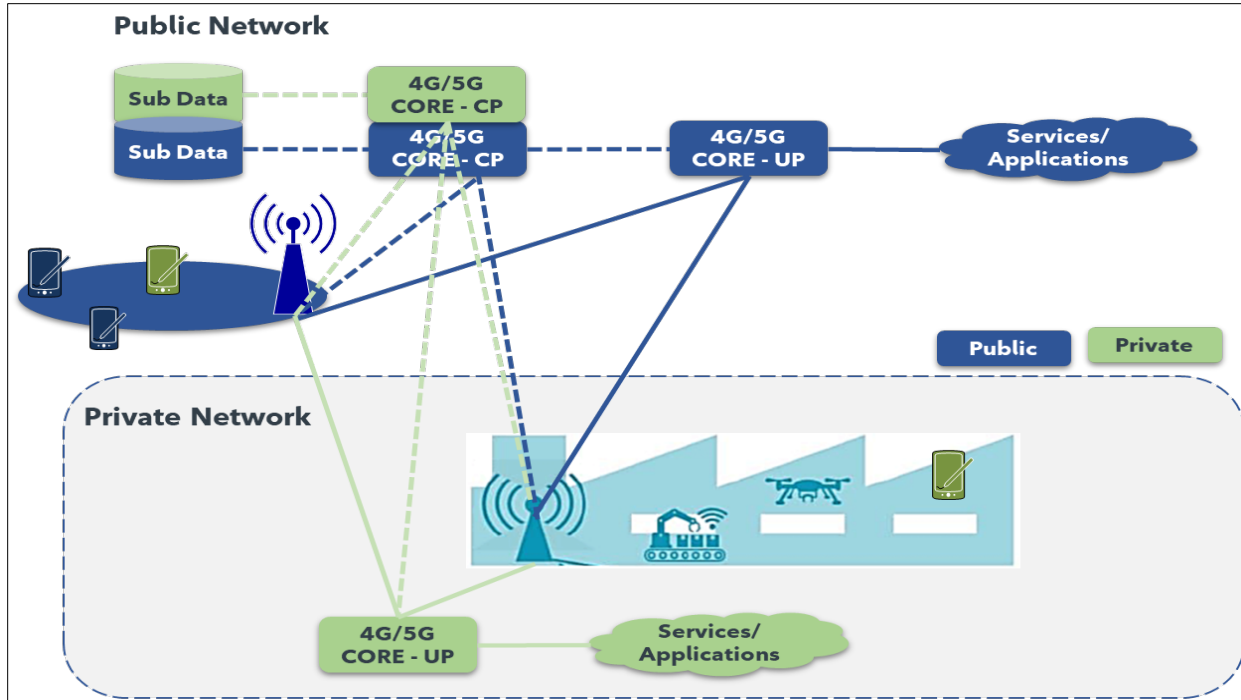 Public Network
Sub Data
4G/5G
CORE - CP
Sub Data
4G/5G
CORE - CP
4G/5G
CORE - UP
Services/
Applications
Public
Private
Private Network
4G/5G
CORE - UP
Services/
Applications